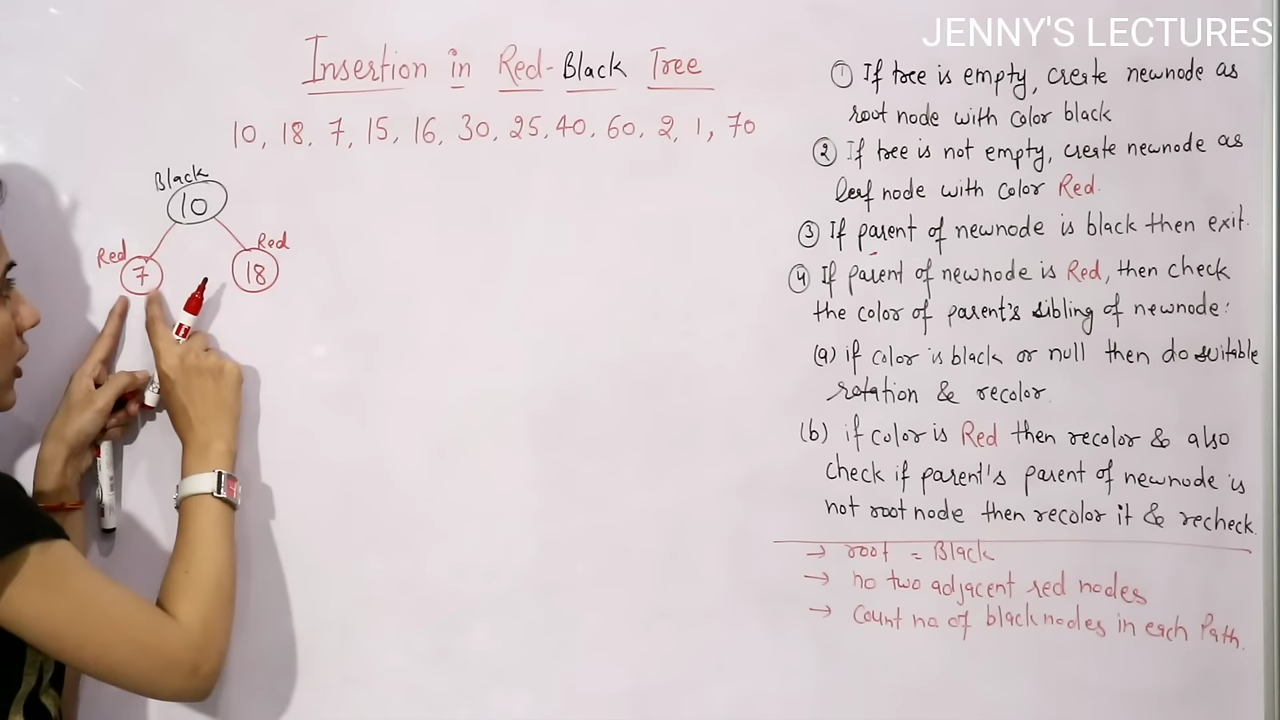 JENNY'S LECTURES
Insertion in Red-Black Tree
10, 18, 7, 15, 16, 30, 25, 40, 60, 2, 1, 70
Black
10
Red
7
Red
18
① If tree is empty, create newnode as
root node with color black
② If tree is not empty, create newnode as
leaf node with color Red.
③ If parent of newnode is black then exit.
④ If parent of newnode is Red, then check
the color of parent's sibling of newnode:
(a) if color is black or null then do suitable
rotation & recolor
(b) if color is Red then recolor & also
check if parent's parent of newnode is
not root node then recolor it & recheck
→ root = Black
→ no two adjacent red nodes
→ Count no of black nodes in each Path.